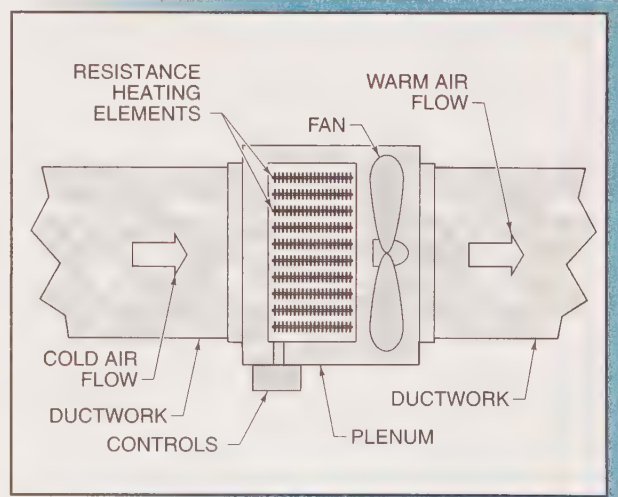 RESISTANCE
HEATING
ELEMENTS
FAN
WARM AIR
FLOW
COLD AIR
FLOW
DUCTWORK
CONTROLS
PLENUM
DUCTWORK